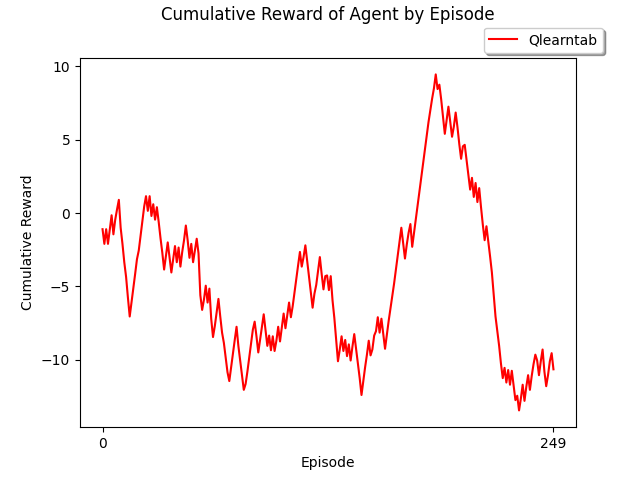 Cumulative Reward of Agent by Episode
Qlearntab
10
5
0
−5
−10
Cumulative Reward
0
249
Episode